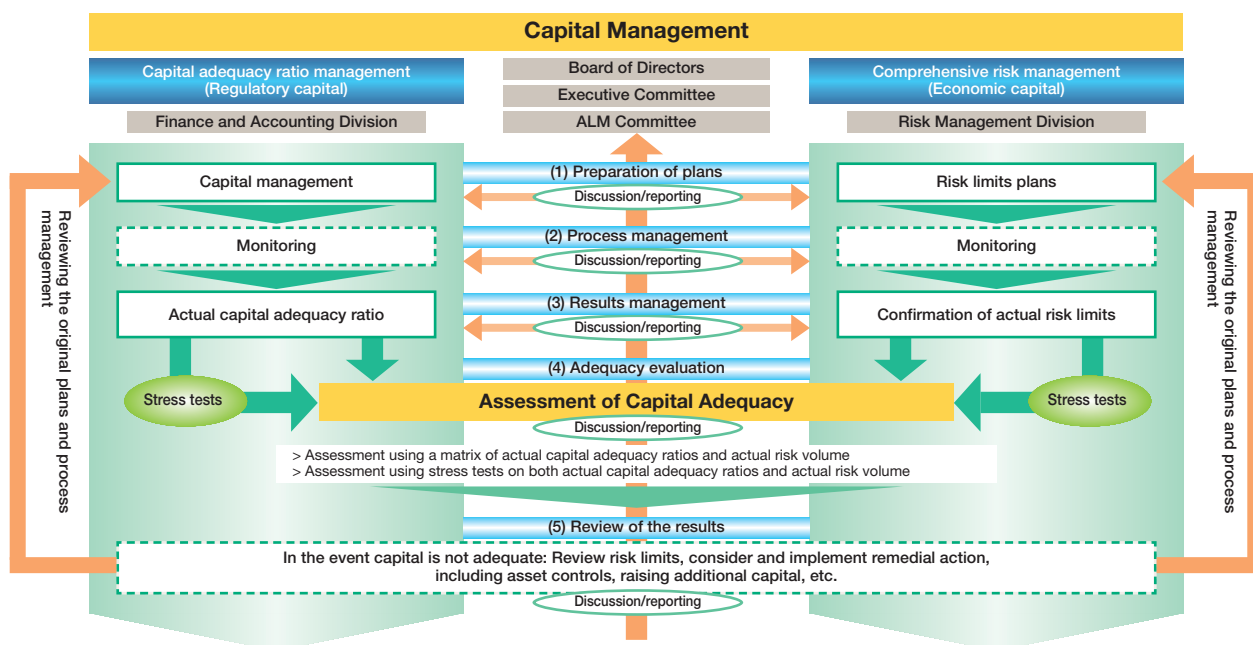 Capital Management
Capital adequacy ratio management
(Regulatory capital)
Board of Directors
Executive Committee
ALM Committee
Comprehensive risk management
(Economic capital)
Finance and Accounting Division
Risk Management Division
(1) Preparation of plans
Capital management
Discussion/reporting
Risk limits plans
(2) Process management
Monitoring
Discussion/reporting
Monitoring
(3) Results management
Actual capital adequacy ratio
Discussion/reporting
Confirmation of actual risk limits
(4) Adequacy evaluation
Stress tests
Assessment of Capital Adequacy
Stress tests
Discussion/reporting
> Assessment using a matrix of actual capital adequacy ratios and actual risk volume
> Assessment using stress tests on both actual capital adequacy ratios and actual risk volume
(5) Review of the results
In the event capital is not adequate: Review risk limits, consider and implement remedial action,
including asset controls, raising additional capital, etc.
Discussion/reporting
Reviewing the original plans and process
management
Reviewing the original plans and process
management